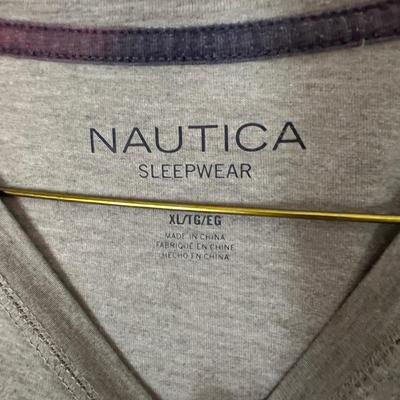 NAUTICA
SLEEPWEAR
XL/TG/EG
MADE IN CHINA
FABRIQUÉ EN CHINE
HECHO EN CHINA